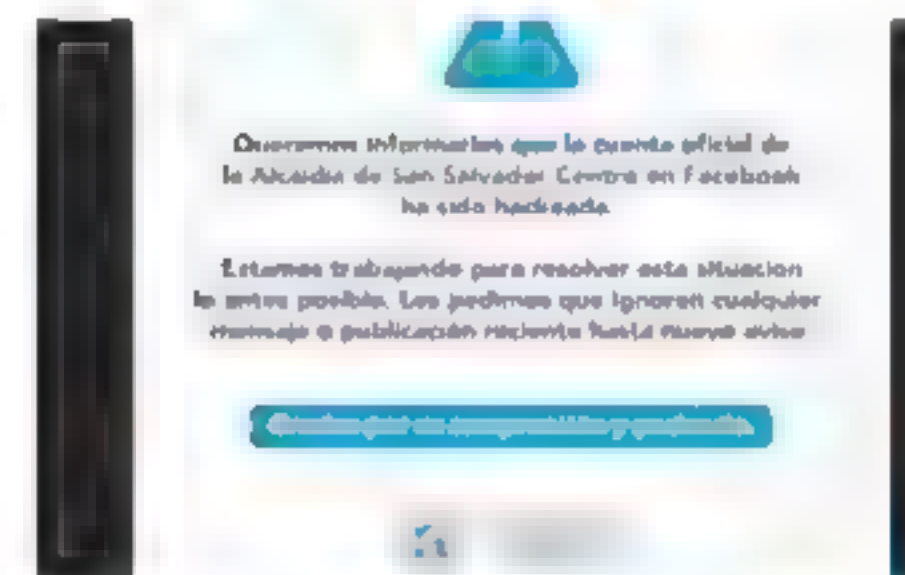 Queremos informarles que la cuenta oficial de
la Alcaldía de San Salvador Centro en Facebook
ha sido hackeada.
Estamos trabajando para resolver esta situación
lo antes posible. Les pedimos que ignoren cualquier
mensaje o publicación reciente hasta nuevo aviso